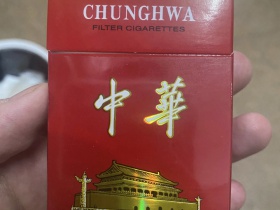 CHUNGHWA
FILTER CIGARETTES
中華